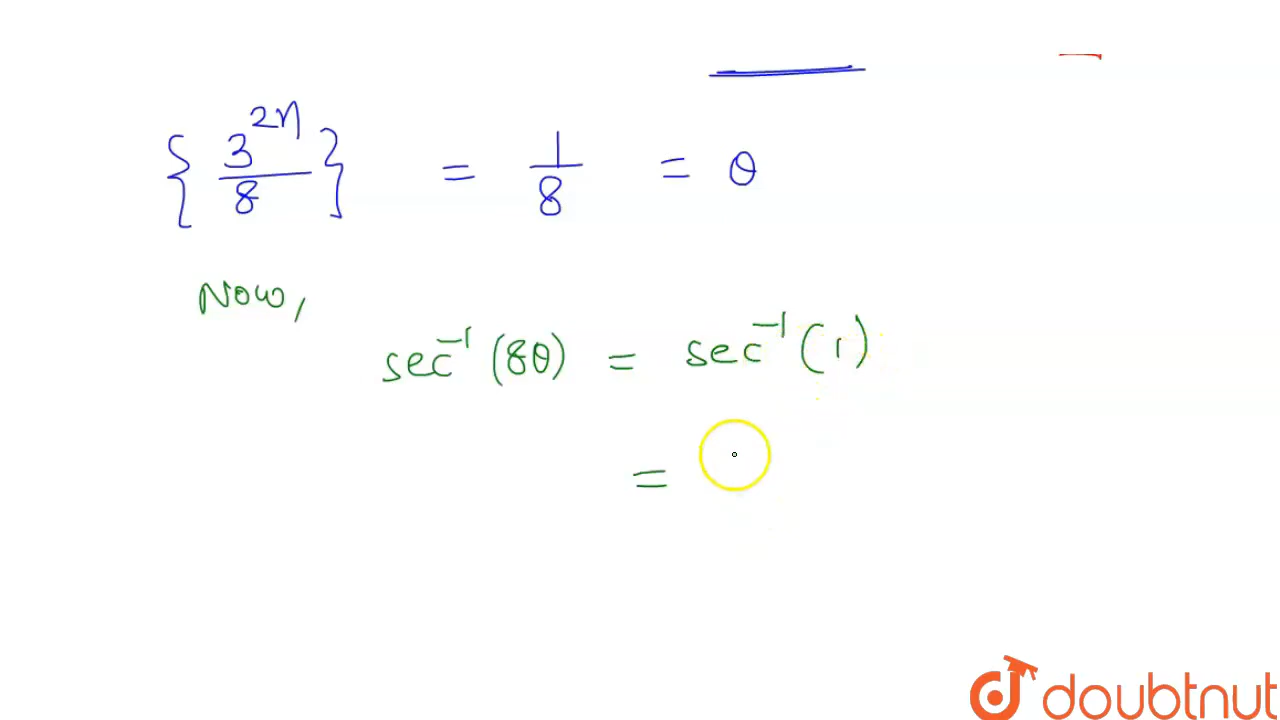 { 3^2n / 8 } = 1/8 = θ
Now,
sec^-1 (8θ) = sec^-1 (1)
=
doubtnut